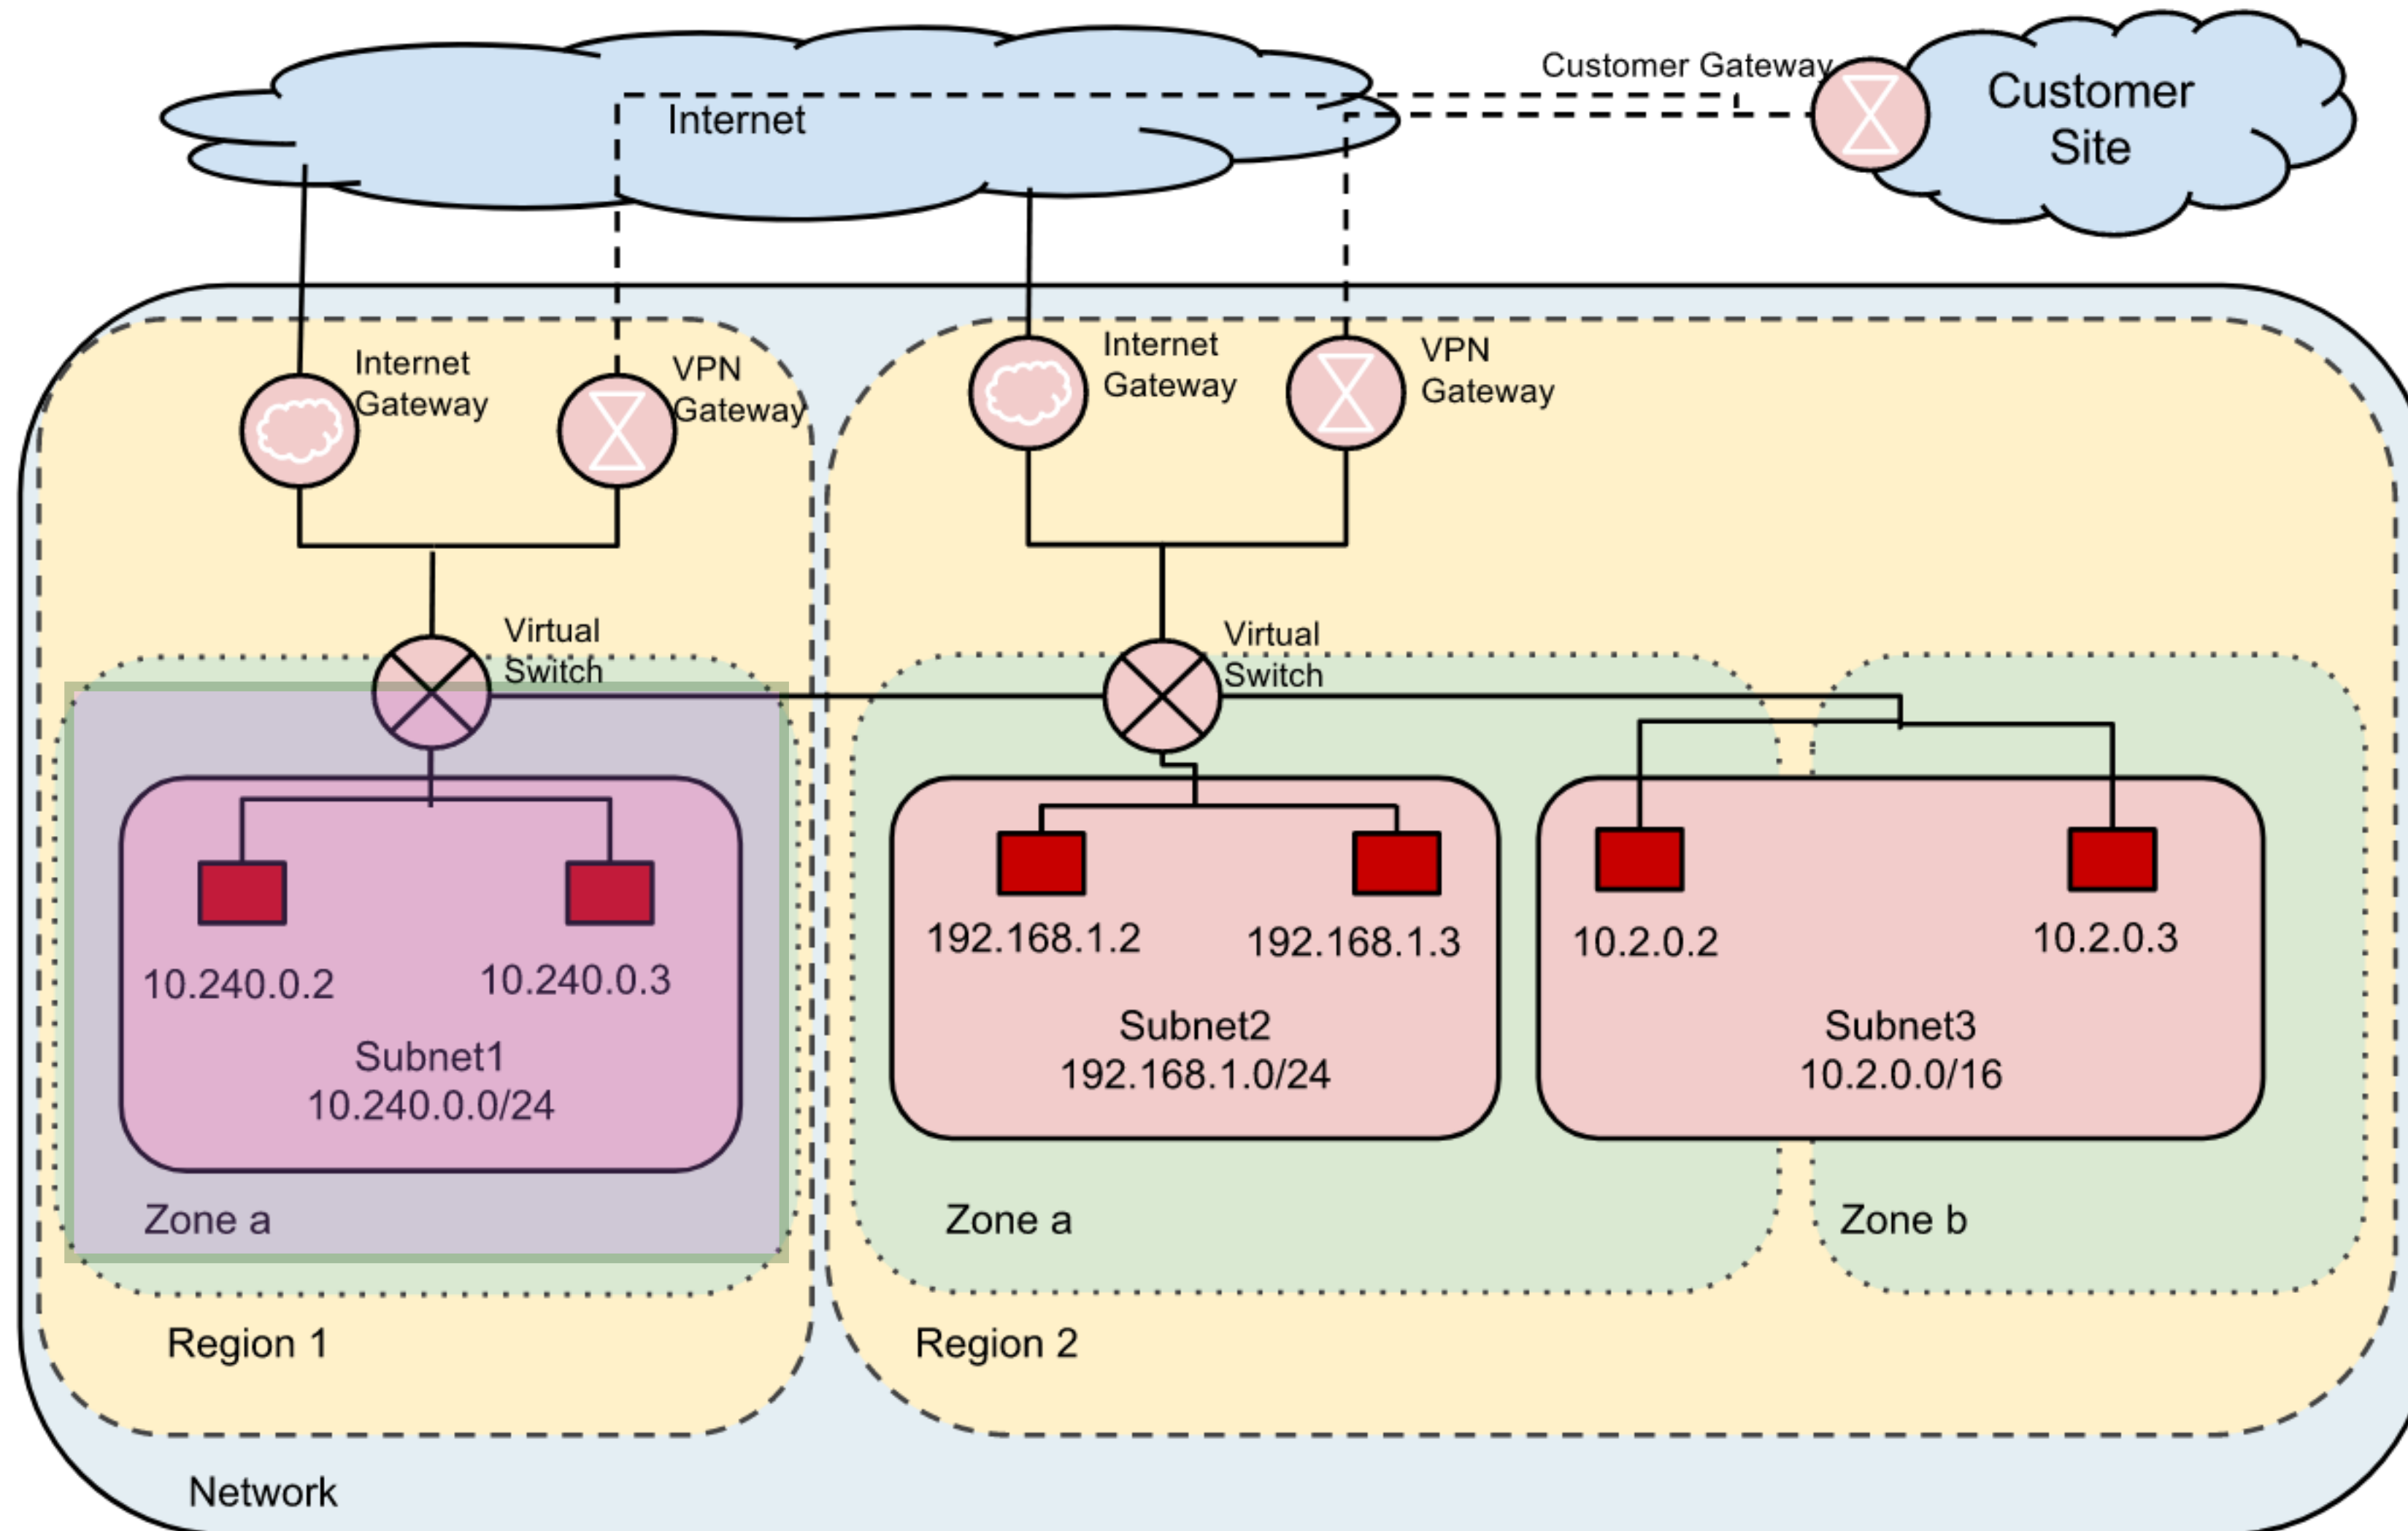 Customer Gateway
Customer
Site
Internet
Internet
Gateway
VPN
Gateway
Internet
Gateway
VPN
Gateway
Virtual
Switch
Virtual
Switch
10.240.0.2
10.240.0.3
Subnet1
10.240.0.0/24
Zone a
192.168.1.2
192.168.1.3
Subnet2
192.168.1.0/24
Zone a
10.2.0.2
10.2.0.3
Subnet3
10.2.0.0/16
Zone b
Region 1
Region 2
Network